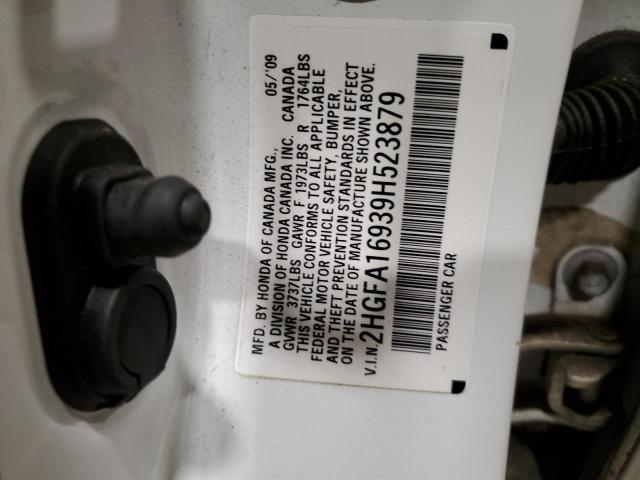 MFD. BY HONDA OF CANADA MFG., 05/'09
A DIVISION OF HONDA CANADA INC. CANADA
GVWR 3737LBS GAWR F 1973LBS R 1764LBS
THIS VEHICLE CONFORMS TO ALL APPLICABLE
FEDERAL MOTOR VEHICLE SAFETY, BUMPER,
AND THEFT PREVENTION STANDARDS IN EFFECT
ON THE DATE OF MANUFACTURE SHOWN ABOVE.
V.I.N. 2HGFA16939H523879
PASSENGER CAR